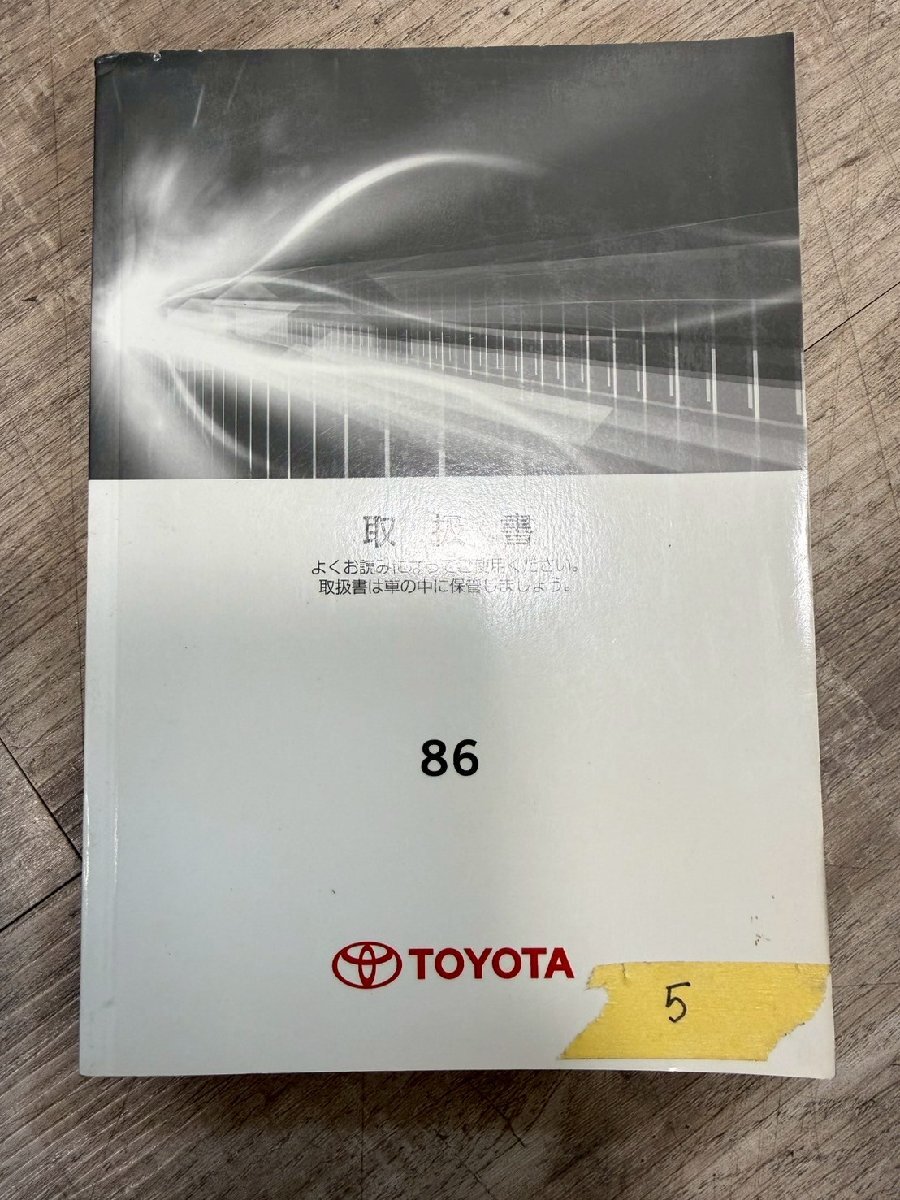 取扱書
よくお読みになってご使用ください。
取扱書は車の中に保管しましょう。
86
TOYOTA
5